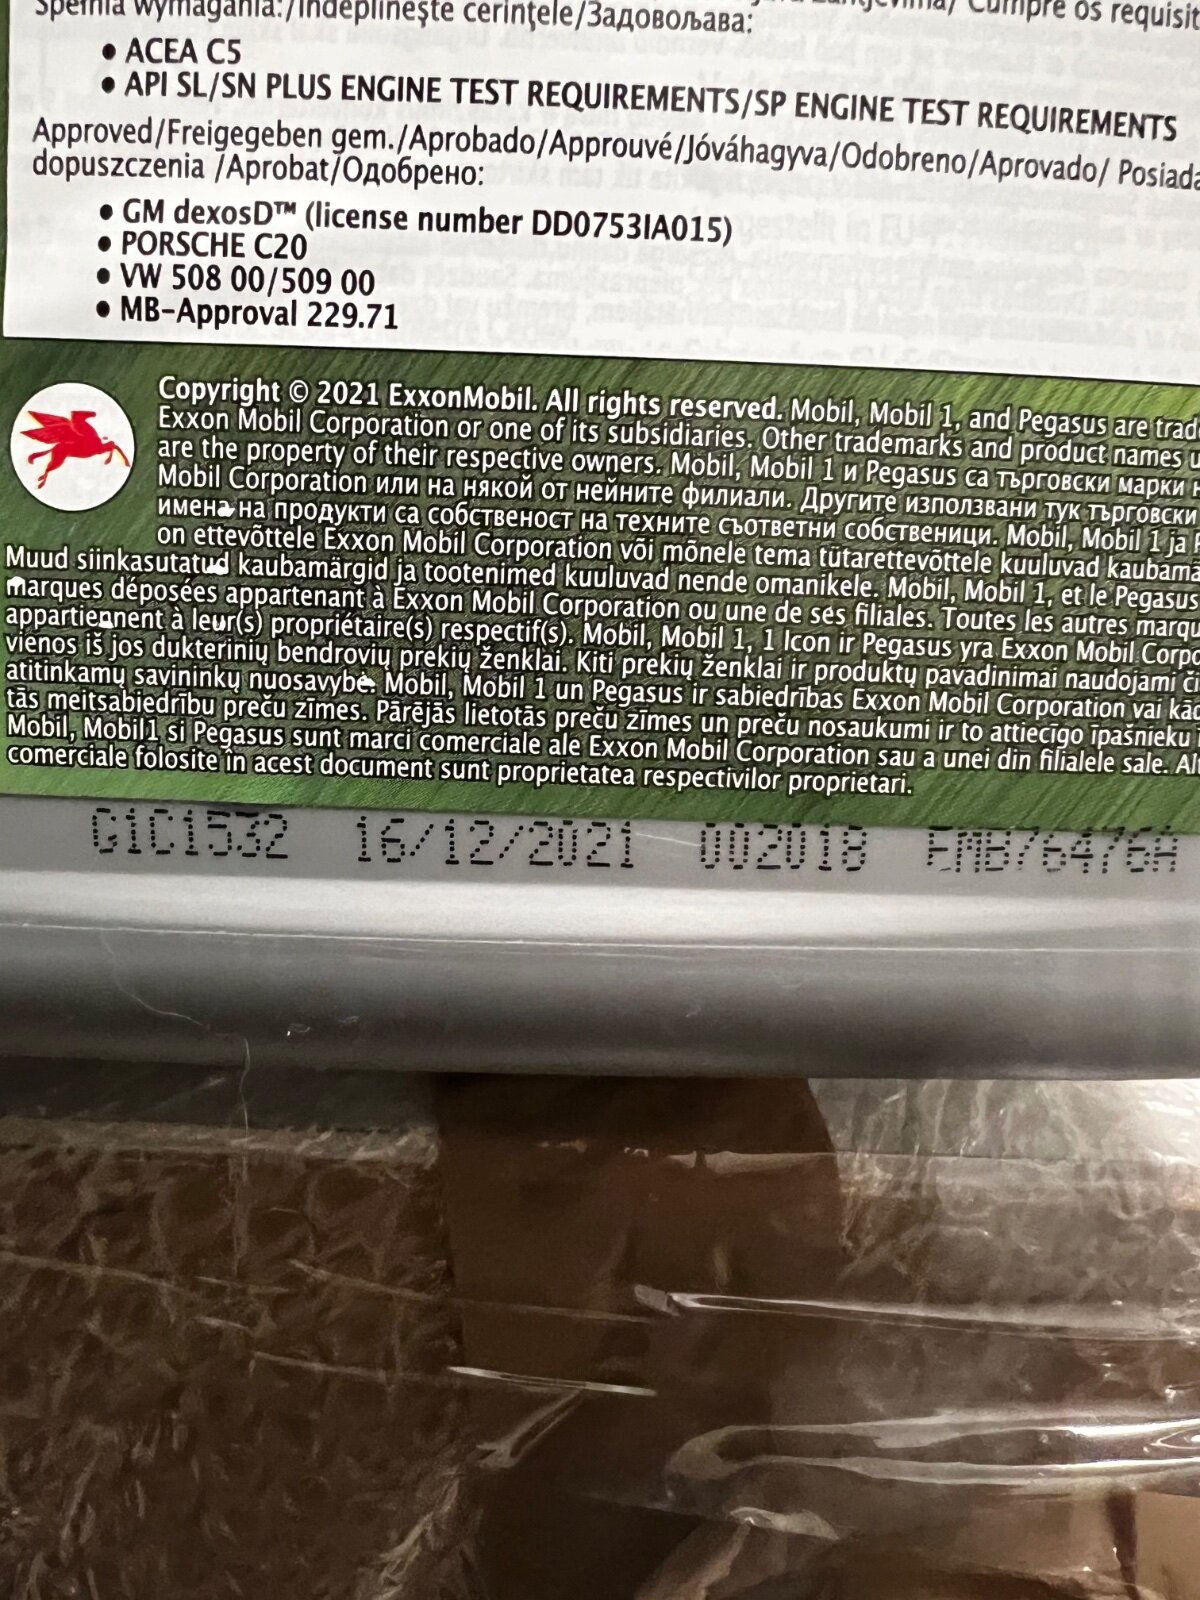 Spełnia wymagania:/Îndeplineşte cerinţele/Задовољава: / Cumpre os requisit
• ACEA C5
• API SL/SN PLUS ENGINE TEST REQUIREMENTS/SP ENGINE TEST REQUIREMENTS
Approved/Freigegeben gem./Aprobado/Approuvé/Jóváhagyva/Odobreno/Aprovado/ Posiada
dopuszczenia /Aprobat/Одобрено:
• GM dexosD™ (license number DD0753IA015)
• PORSCHE C20
• VW 508 00/509 00
• MB-Approval 229.71
Copyright © 2021 ExxonMobil. All rights reserved. Mobil, Mobil 1, and Pegasus are trad
Exxon Mobil Corporation or one of its subsidiaries. Other trademarks and product names u
are the property of their respective owners. Mobil, Mobil 1 и Pegasus са търговски марки н
Mobil Corporation или на някой от нейните филиали. Другите използвани тук търговски
имена на продукти са собственост на техните съответни собственици. Mobil, Mobil 1 ja P
on ettevõttele Exxon Mobil Corporation või mõnele tema tütarettevõttele kuuluvad kaubamä
Muud siinkasutatud kaubamärgid ja tootenimed kuuluvad nende omanikele. Mobil, Mobil 1, et le Pegasus
marques déposées appartenant à Exxon Mobil Corporation ou une de ses filiales. Toutes les autres marqu
appartiennent à leur(s) propriétaire(s) respectif(s). Mobil, Mobil 1, 1 Icon ir Pegasus yra Exxon Mobil Corpo
vienos iš jos dukterinių bendrovių prekių ženklai. Kiti prekių ženklai ir produktų pavadinimai naudojami či
atitinkamų savininkų nuosavybė. Mobil, Mobil 1 un Pegasus ir sabiedrības Exxon Mobil Corporation vai kād
tās meitsabiedrību preču zīmes. Pārējās lietotās preču zīmes un preču nosaukumi ir to attiecīgo īpašnieku
Mobil, Mobil1 si Pegasus sunt marci comerciale ale Exxon Mobil Corporation sau a unei din filialele sale. Alt
comerciale folosite în acest document sunt proprietatea respectivilor proprietari.
G1C1532 16/12/2021 002018 EMB76476A